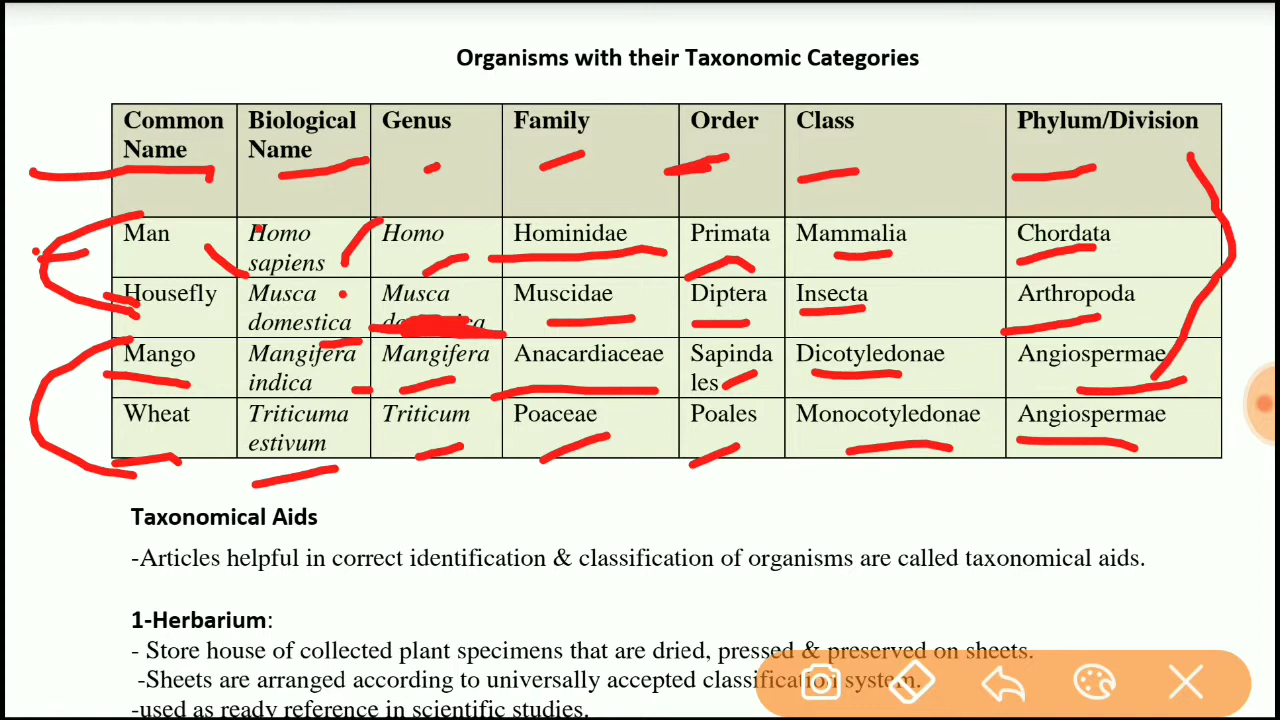 Organisms with their Taxonomic Categories
Common Name Biological Name Genus Family Order Class Phylum/Division
Man Homo sapiens Homo Hominidae Primata Mammalia Chordata
Housefly Musca domestica Musca Muscidae Diptera Insecta Arthropoda
Mango Mangifera indica Mangifera Anacardiaceae Sapinda les Dicotyledonae Angiospermae
Wheat Triticuma estivum Triticum Poaceae Poales Monocotyledonae Angiospermae
Taxonomical Aids
-Articles helpful in correct identification & classification of organisms are called taxonomical aids.
1-Herbarium:
- Store house of collected plant specimens that are dried, pressed & preserved on sheets.
-Sheets are arranged according to universally accepted classification system.
-used as ready reference in scientific studies.